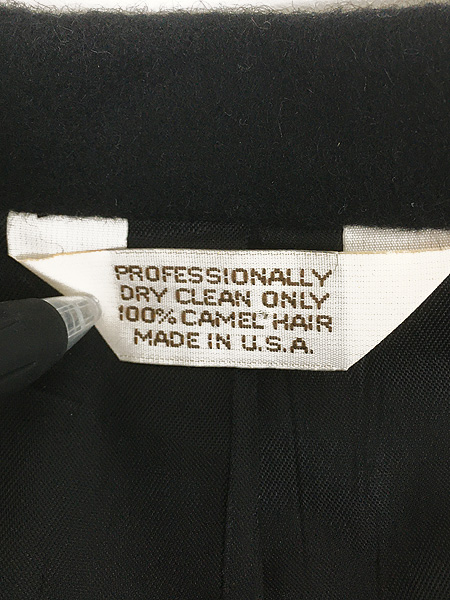 PROFESSIONALLY
DRY CLEAN ONLY
100% CAMEL HAIR
MADE IN U.S.A.